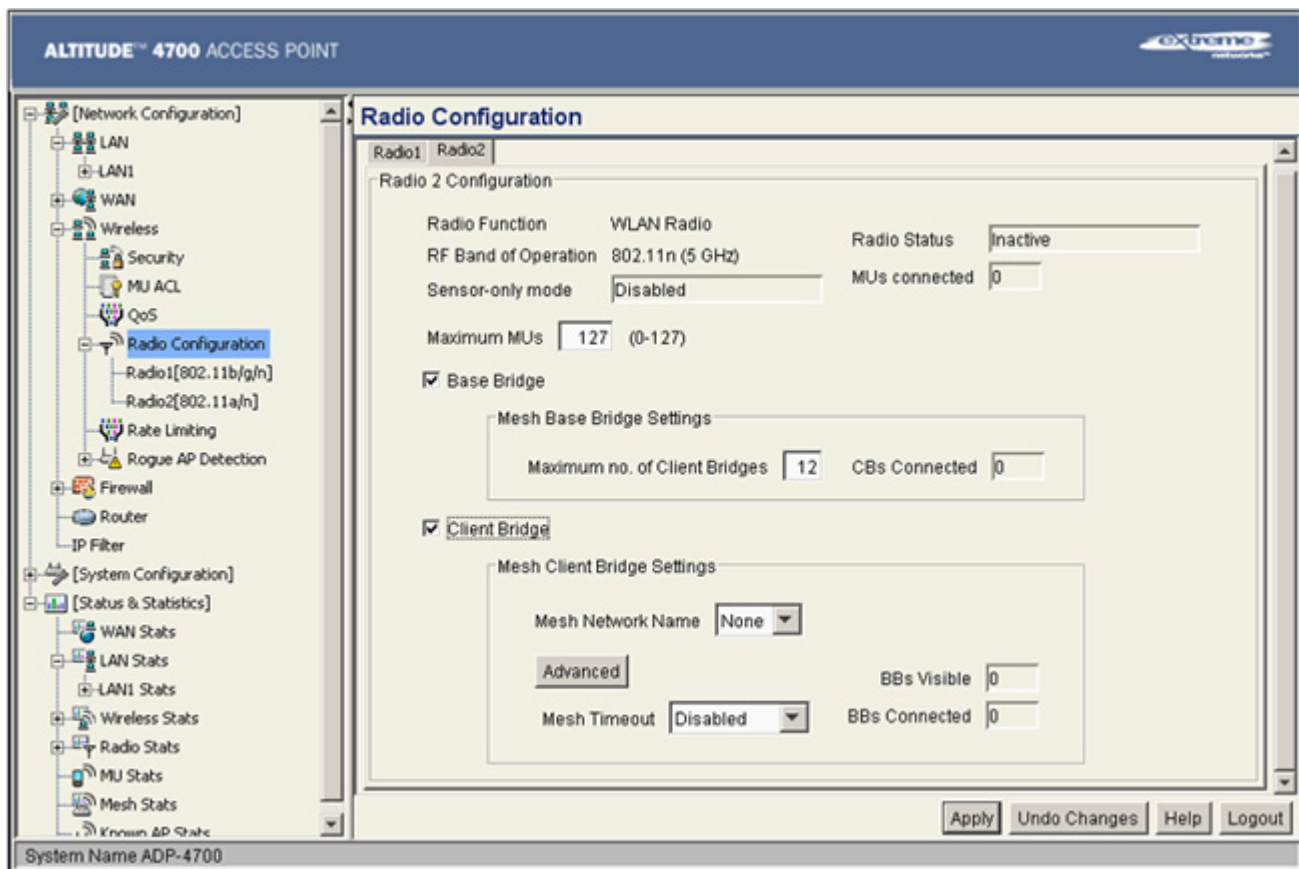 ALTITUDE™ 4700 ACCESS POINT
extreme
networks™
[Network Configuration]
LAN
LAN1
WAN
Wireless
Security
MU ACL
QoS
Radio Configuration
Radio1[802.11b/g/n]
Radio2[802.11a/n]
Rate Limiting
Rogue AP Detection
Firewall
Router
IP Filter
[System Configuration]
[Status & Statistics]
WAN Stats
LAN Stats
LAN1 Stats
Wireless Stats
Radio Stats
MU Stats
Mesh Stats
Known AP Stats
Radio Configuration
Radio1 Radio2
Radio 2 Configuration
Radio Function WLAN Radio
RF Band of Operation 802.11n (5 GHz)
Sensor-only mode Disabled
Radio Status Inactive
MUs connected 0
Maximum MUs 127 (0-127)
Base Bridge
Mesh Base Bridge Settings
Maximum no. of Client Bridges 12 CBs Connected 0
Client Bridge
Mesh Client Bridge Settings
Mesh Network Name None
Advanced
BBs Visible 0
Mesh Timeout Disabled
BBs Connected 0
Apply Undo Changes Help Logout
System Name ADP-4700